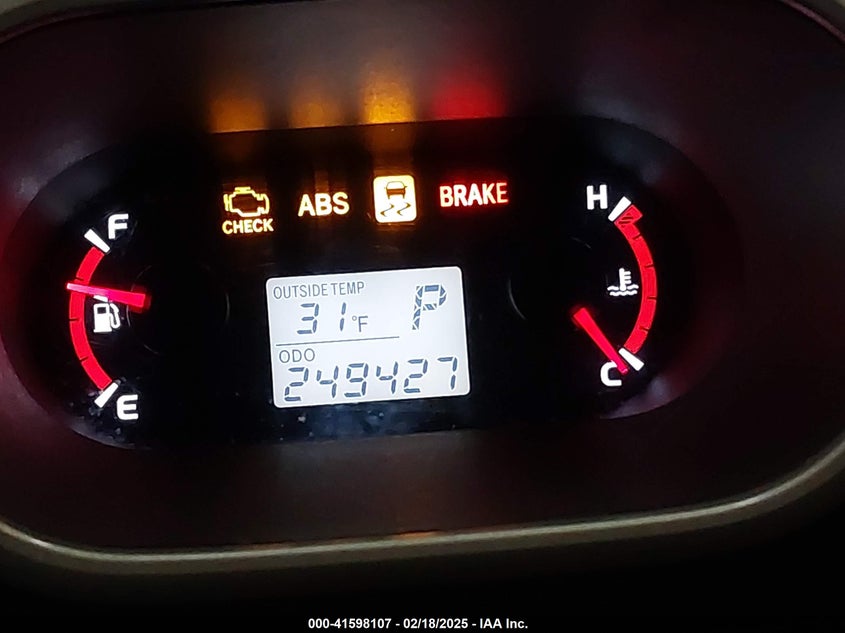 F
H
CHECK
ABS
BRAKE
OUTSIDE TEMP
31°F
P
ODO
249427
C
E
000-41598107 - 02/18/2025 - IAA Inc.